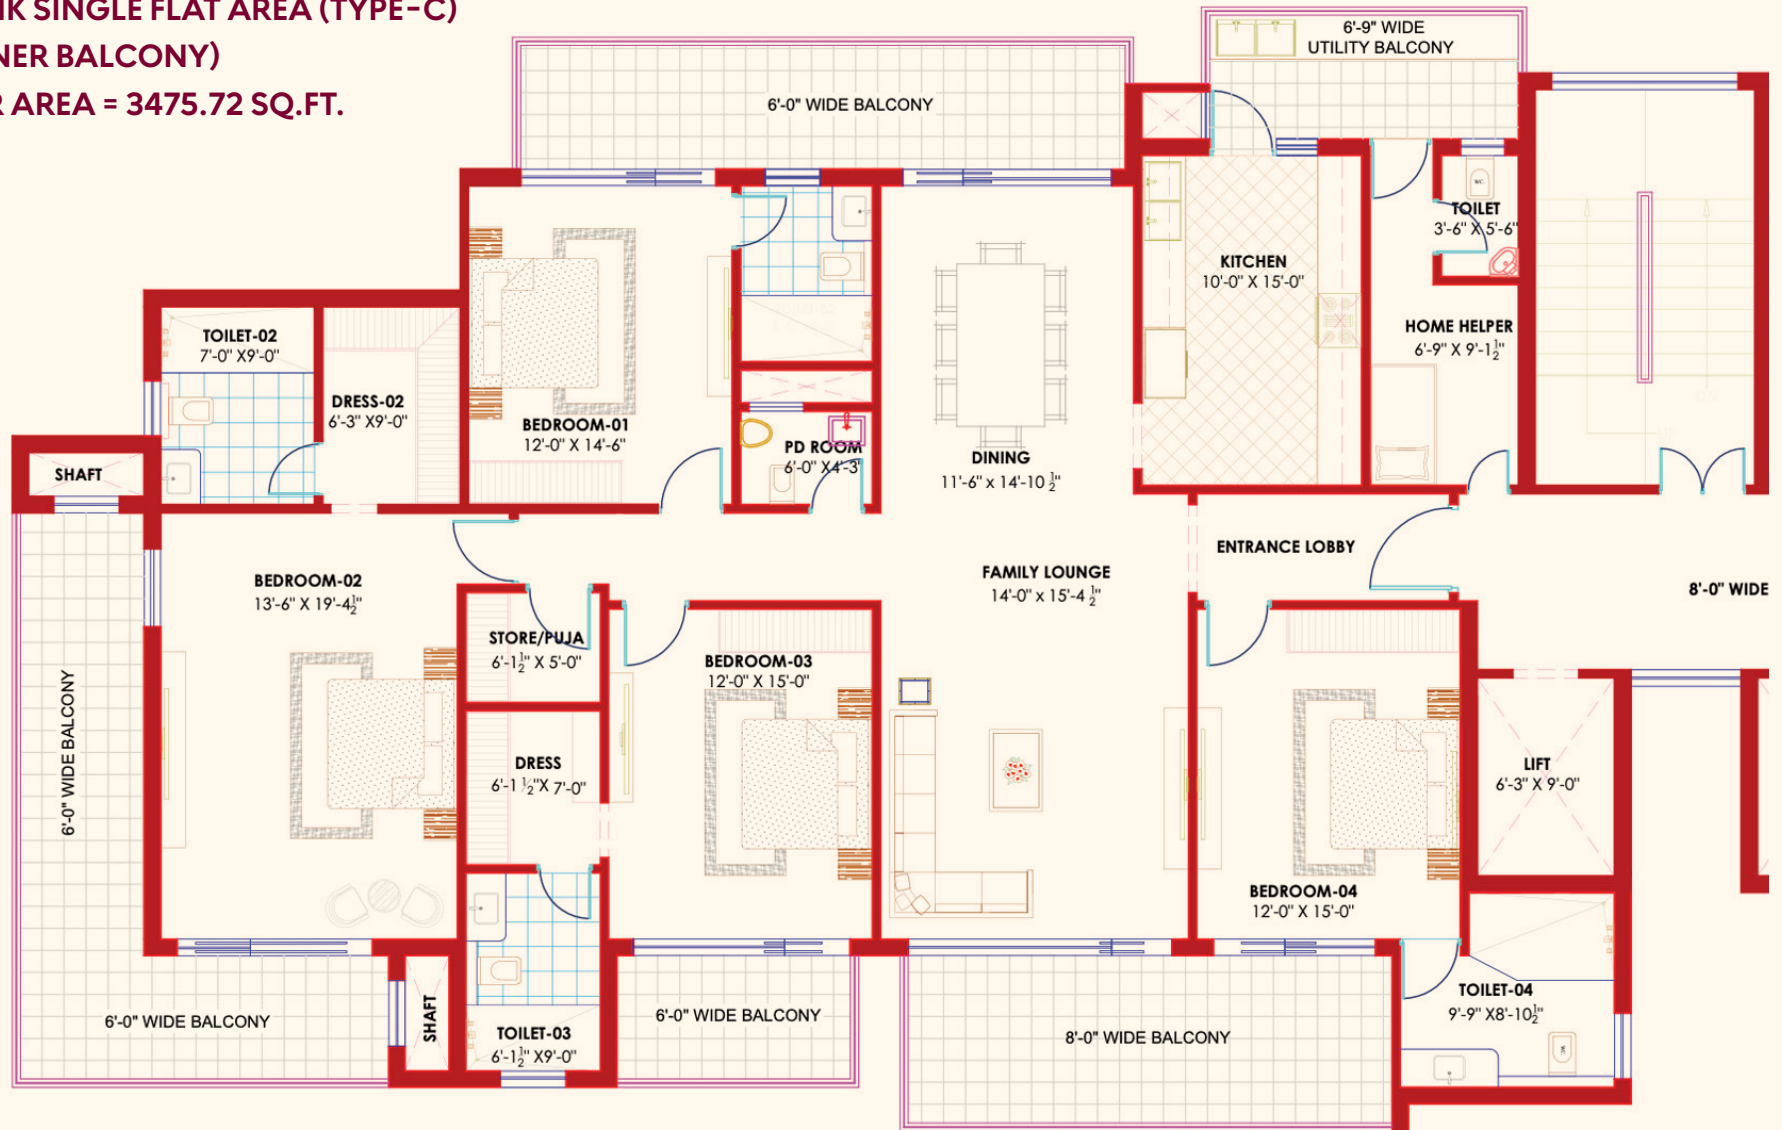 HK SINGLE FLAT AREA (TYPE-C)
NER BALCONY)
R AREA = 3475.72 SQ.FT.
6'-9" WIDE
UTILITY BALCONY
6'-0" WIDE BALCONY
WC.
TOILET
3'-6" X 5'-6"
KITCHEN
10'-0" X 15'-0"
HOME HELPER
6'-9" X 9'-1½"
TOILET-02
7'-0" X9'-0"
DRESS-02
6'-3" X9'-0"
BEDROOM-01
12'-0" X 14'-6"
PD ROOM
6'-0" X4'-3"
DINING
11'-6" x 14'-10 ½"
SHAFT
ENTRANCE LOBBY
BEDROOM-02
13'-6" X 19'-4½"
FAMILY LOUNGE
14'-0" x 15'-4 ½"
8'-0" WIDE
STORE/PUJA
6'-1½" X 5'-0"
BEDROOM-03
12'-0" X 15'-0"
6'-0" WIDE BALCONY
DRESS
6'-1 ½"X 7'-0"
LIFT
6'-3" X 9'-0"
BEDROOM-04
12'-0" X 15'-0"
6'-0" WIDE BALCONY
SHAFT
TOILET-03
6'-1½" X9'-0"
6'-0" WIDE BALCONY
8'-0" WIDE BALCONY
TOILET-04
9'-9" X8'-10½"
WC